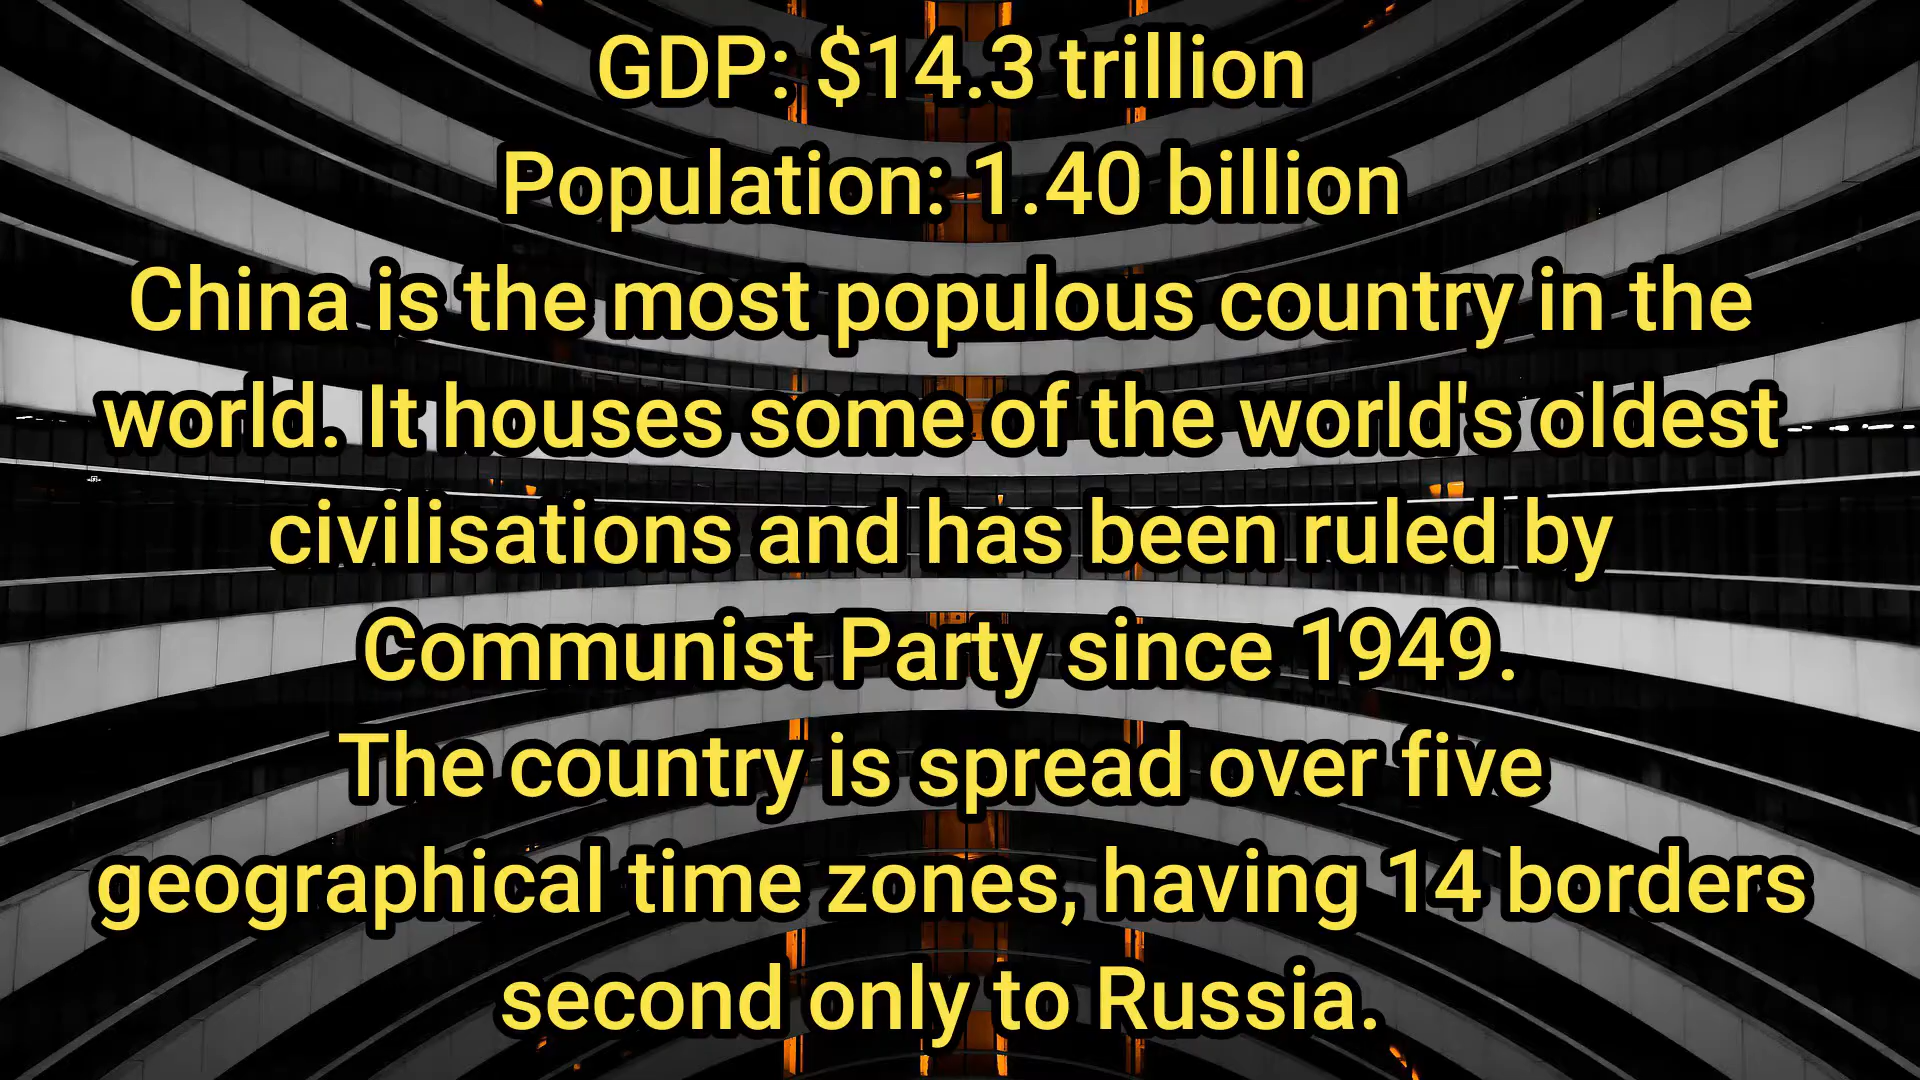 GDP: $14.3 trillion
Population: 1.40 billion
China is the most populous country in the
world. It houses some of the world's oldest
civilisations and has been ruled by
Communist Party since 1949.
The country is spread over five
geographical time zones, having 14 borders
second only to Russia.